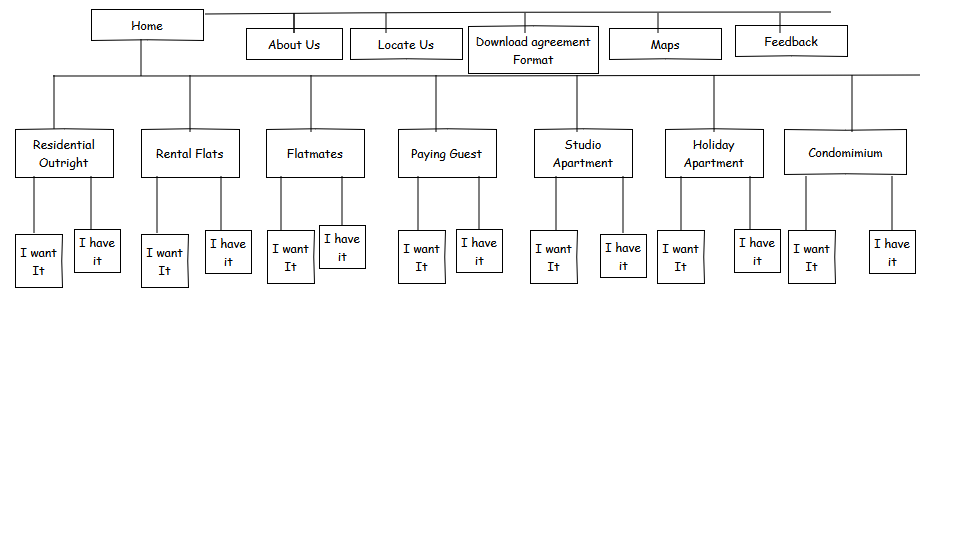 Home
About Us
Locate Us
Download agreement
Format
Maps
Feedback
Residential
Outright
Rental Flats
Flatmates
Paying Guest
Studio
Apartment
Holiday
Apartment
Condomimium
I want
It
I have
it
I want
It
I have
it
I want
It
I have
it
I want
It
I have
it
I want
It
I have
it
I want
It
I have
it
I want
It
I have
it